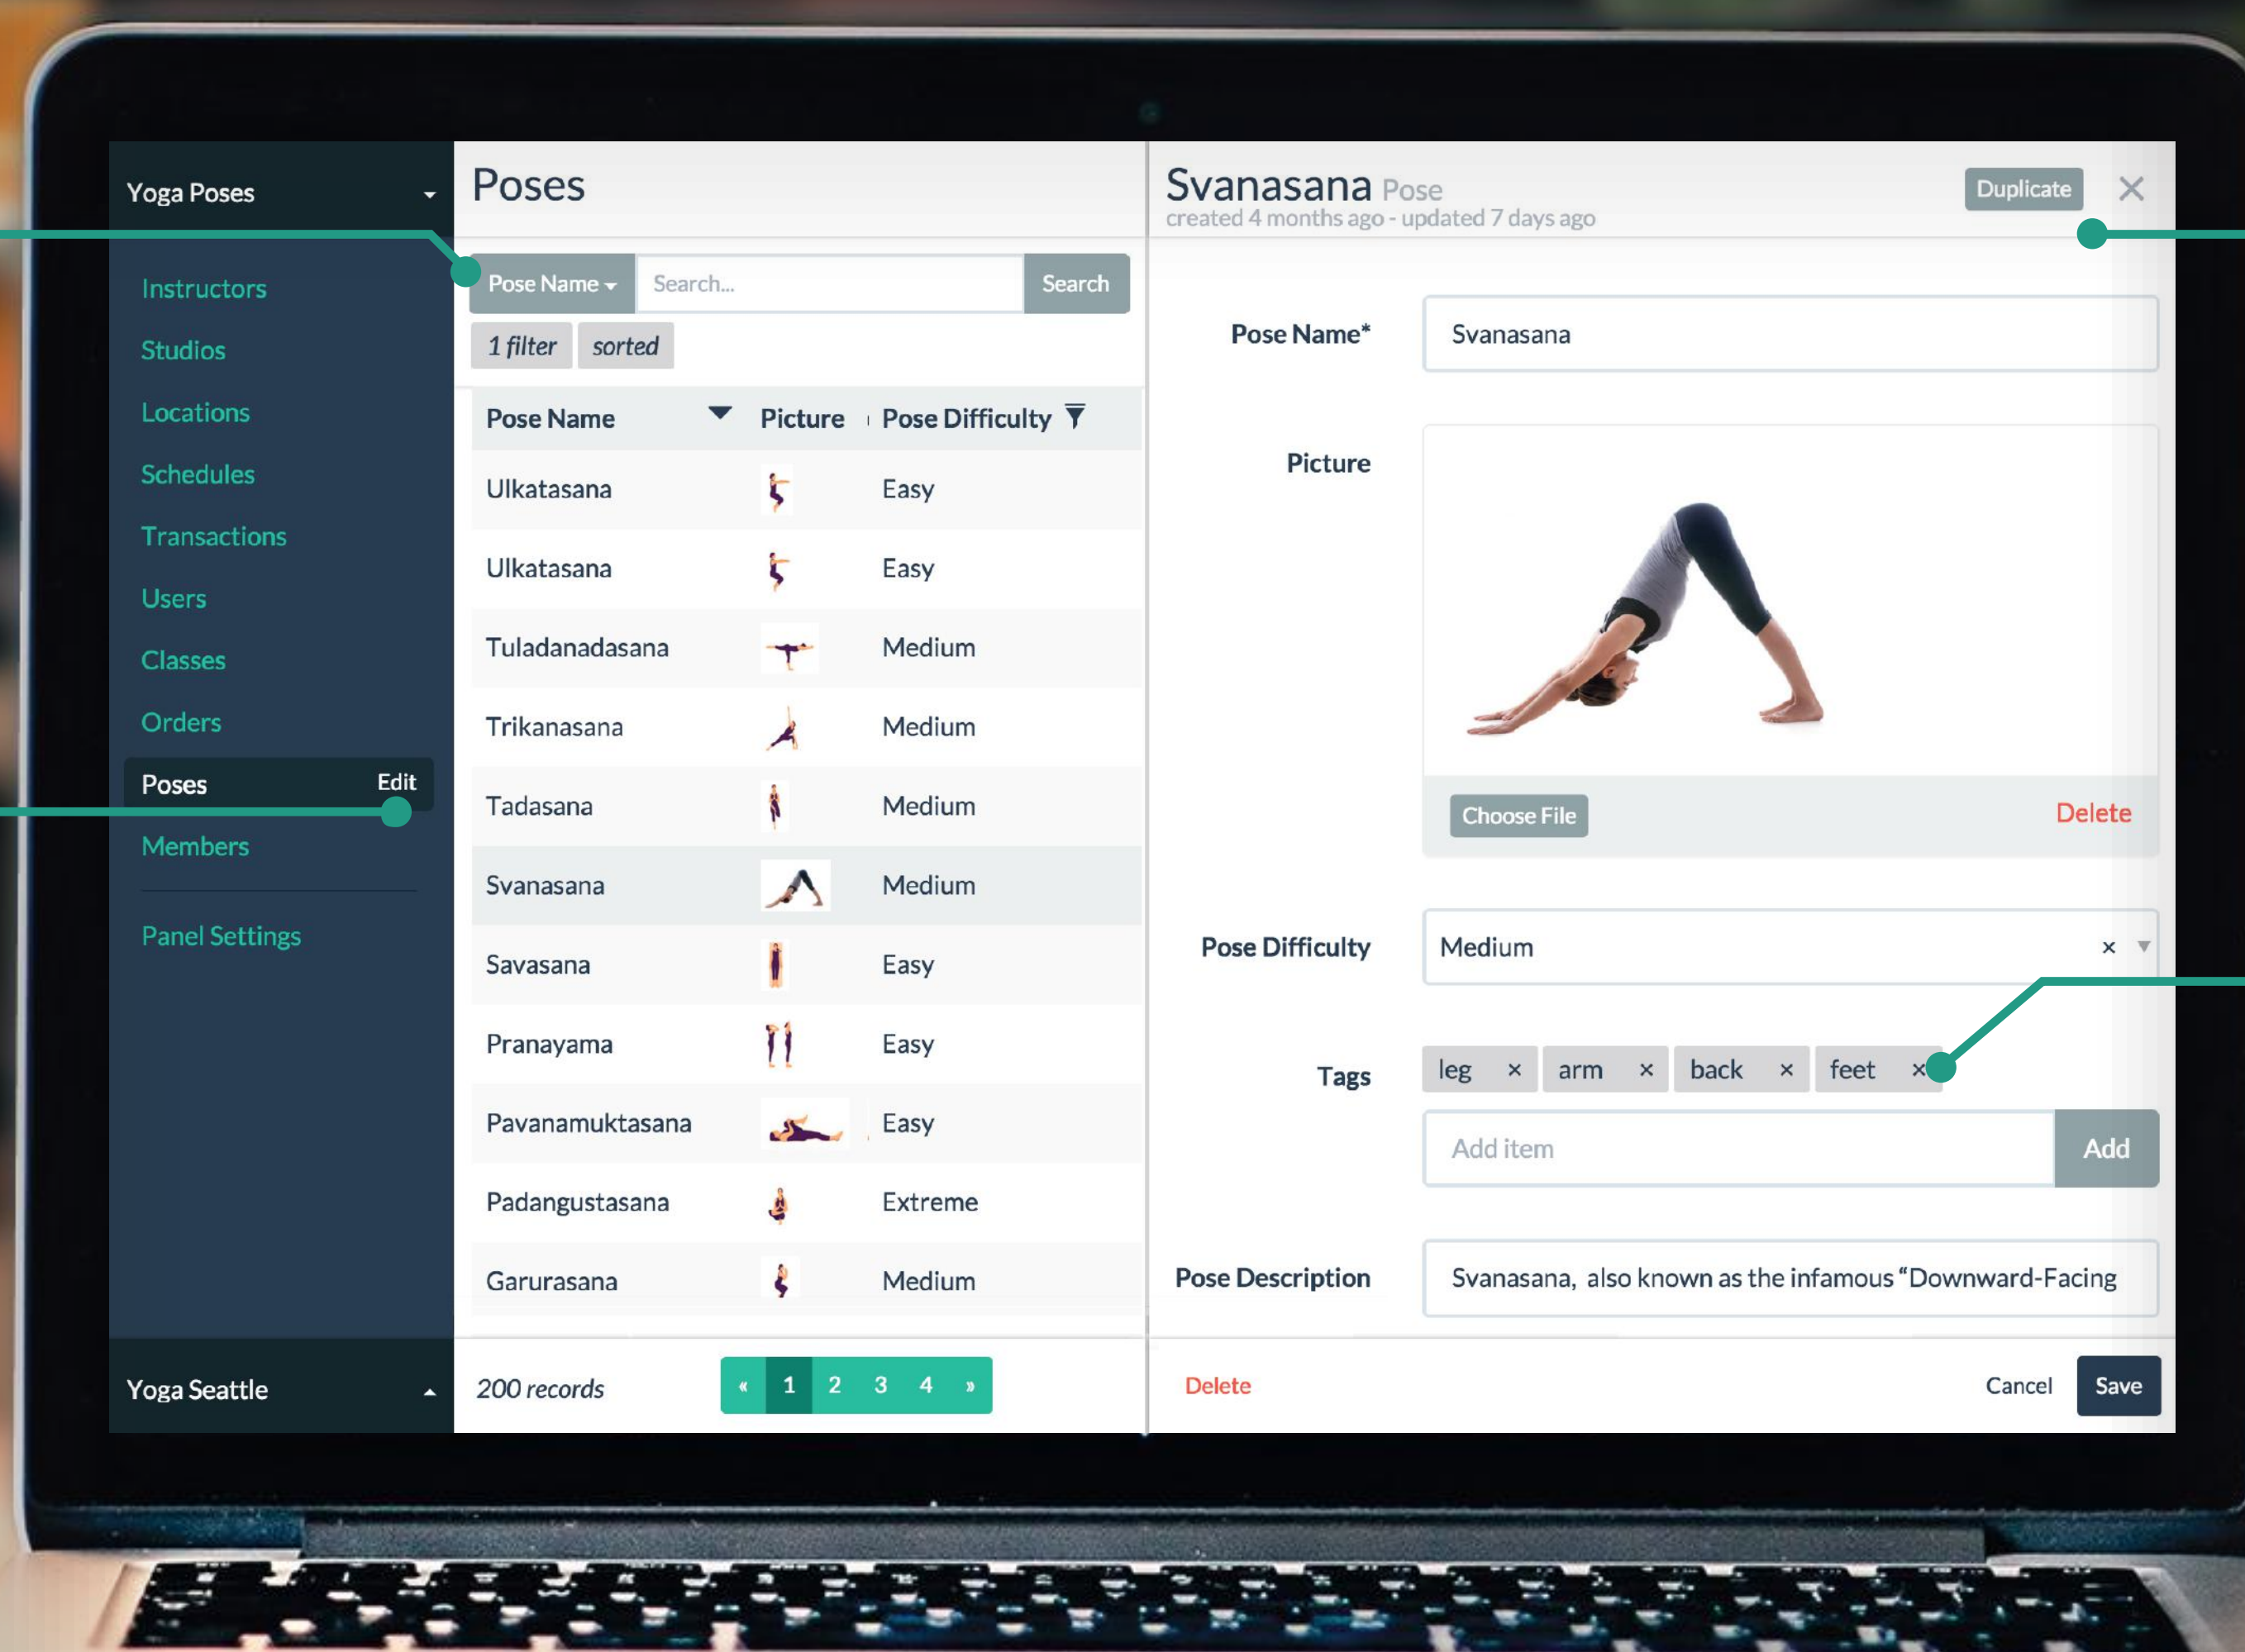 Yoga Poses
Instructors
Studios
Locations
Schedules
Transactions
Users
Classes
Orders
Poses Edit
Members
Panel Settings
Yoga Seattle
Poses
Pose Name Search... Search
1 filter sorted
Pose Name Picture Pose Difficulty
Ulkatasana Easy
Ulkatasana Easy
Tuladanadasana Medium
Trikanasana Medium
Tadasana Medium
Svanasana Medium
Savasana Easy
Pranayama Easy
Pavanamuktasana Easy
Padangustasana Extreme
Garurasana Medium
200 records « 1 2 3 4 »
Svanasana Pose Duplicate ×
created 4 months ago - updated 7 days ago
Pose Name* Svanasana
Picture
Choose File Delete
Pose Difficulty Medium ×
Tags leg × arm × back × feet ×
Add item Add
Pose Description Svanasana, also known as the infamous “Downward-Facing
Delete Cancel Save